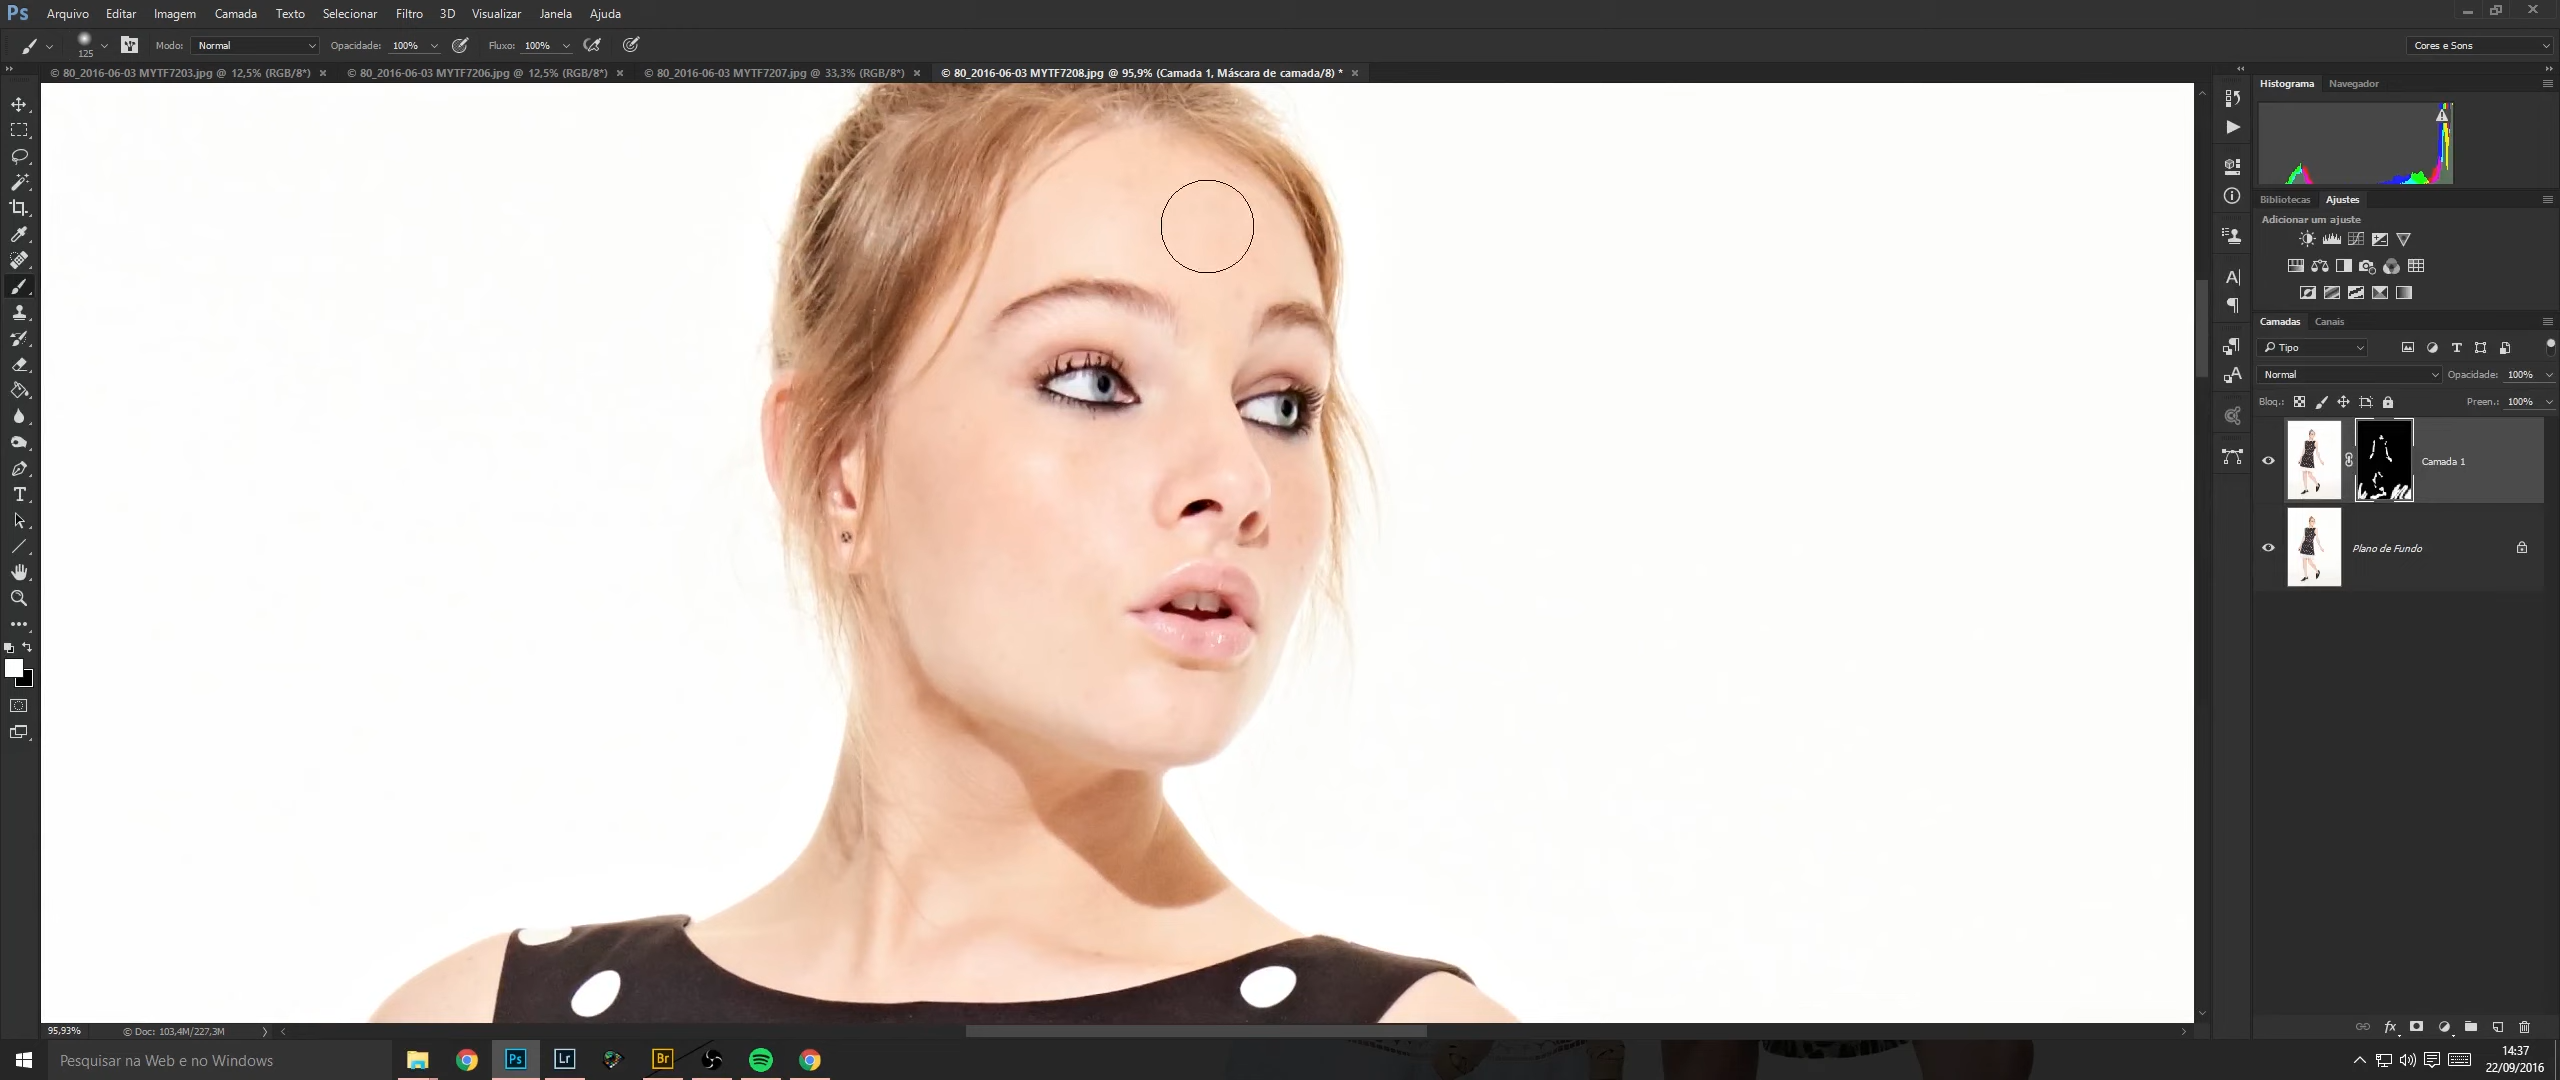 Ps Arquivo Editar Imagem Camada Texto Selecionar Filtro 3D Visualizar Janela Ajuda
125 Modo: Normal Opacidade: 100% Fluxo: 100% Cores e Sons
© 80_2016-06-03 MYTF7203.jpg @ 12,5% (RGB/8*) × © 80_2016-06-03 MYTF7206.jpg @ 12,5% (RGB/8*) × © 80_2016-06-03 MYTF7207.jpg @ 33,3% (RGB/8*) × © 80_2016-06-03 MYTF7208.jpg @ 95,9% (Camada 1, Máscara de camada/8) * ×
Histograma Navegador
Bibliotecas Ajustes
Adicionar um ajuste
Camadas Canais
Tipo
Normal Opacidade: 100%
Bloq.: Preen.: 100%
Camada 1
Plano de Fundo
95,93% © Doc: 103,4M/227,3M
fx
Pesquisar na Web e no Windows Ps Lr Br
14:37
22/09/2016